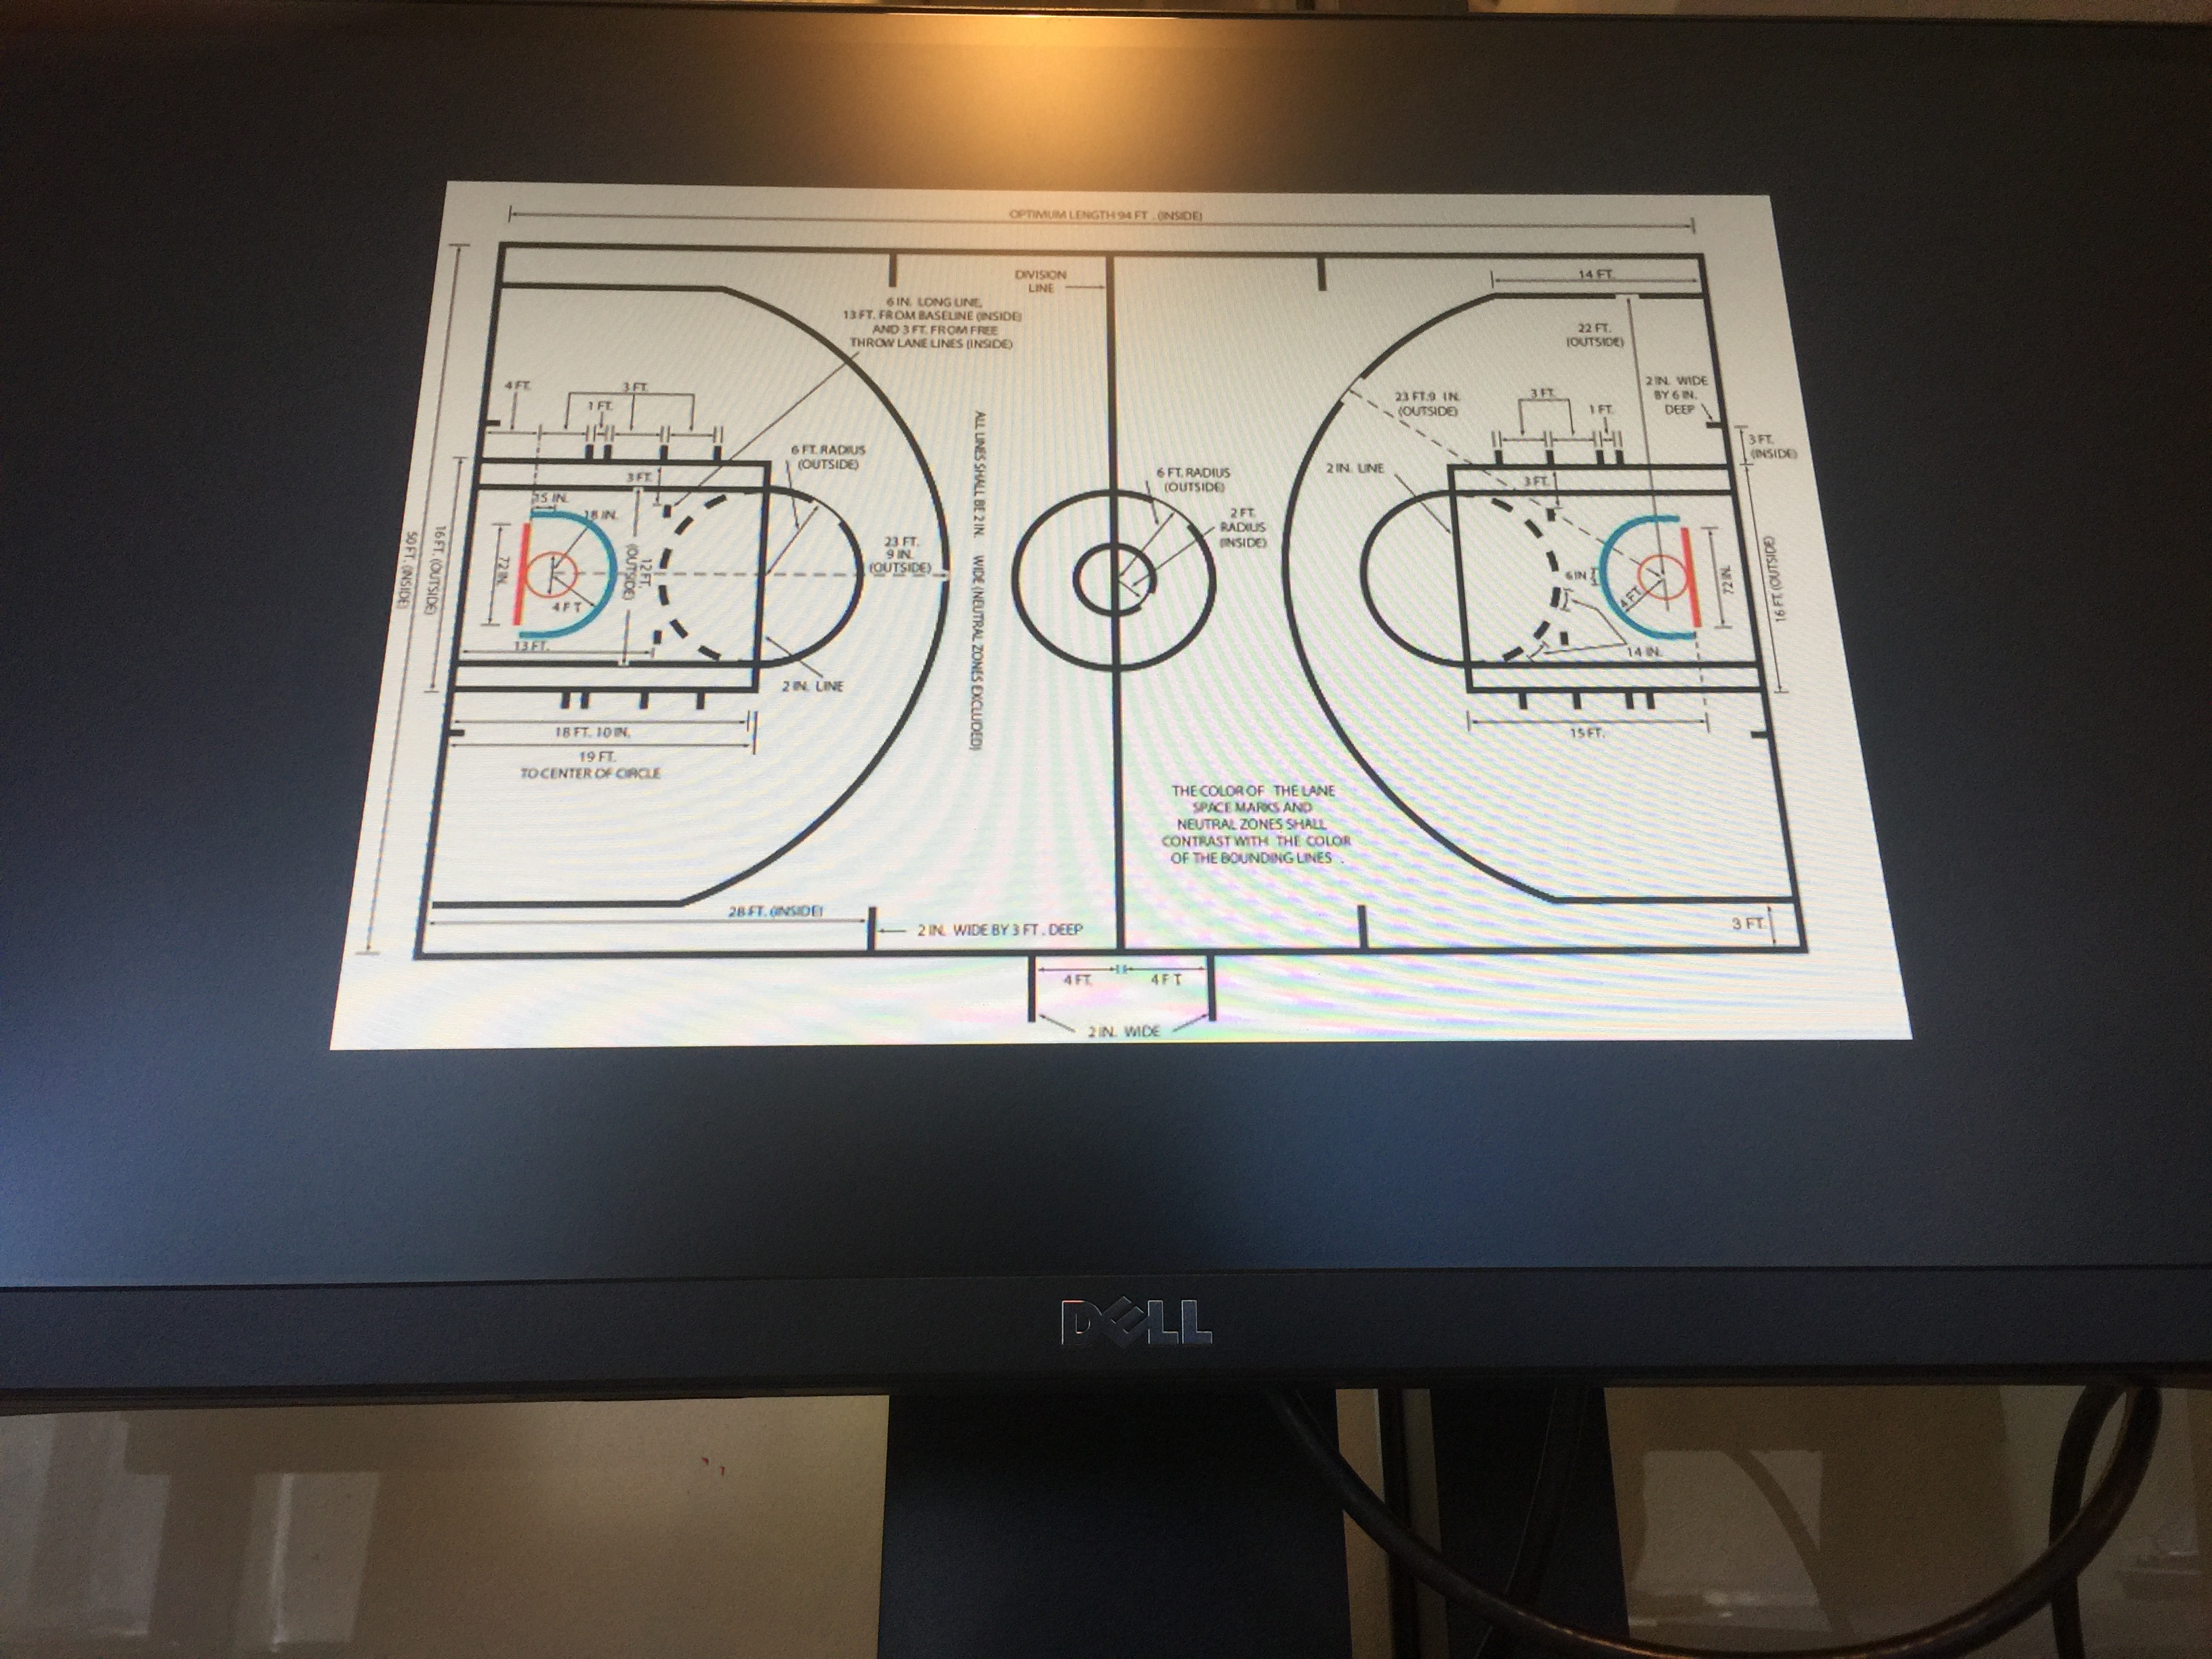 OPTIMUM LENGTH 94 FT. (INSIDE)
DIVISION
LINE
14 FT.
6 IN. LONG LINE,
13 FT. FROM BASELINE (INSIDE)
AND 3 FT. FROM FREE
THROW LANE LINES (INSIDE)
22 FT.
(OUTSIDE)
4 FT.
3 FT.
1 FT.
23 FT.9 IN.
(OUTSIDE)
3 FT.
1 FT.
2 IN. WIDE
BY 6 IN.
DEEP
3 FT.
(INSIDE)
6 FT. RADIUS
(OUTSIDE)
ALL LINES SHALL BE 2 IN. WIDE (NEUTRAL ZONES EXCLUDED)
6 FT. RADIUS
(OUTSIDE)
2 IN. LINE
3 FT.
3 FT.
15 IN.
18 IN.
2 FT.
RADIUS
(INSIDE)
50 FT. (INSIDE)
16 FT. (OUTSIDE)
72 IN.
4 FT
12 FT.
(OUTSIDE)
23 FT.
9 IN.
(OUTSIDE)
6 IN
4 FT
72 IN.
16 FT. (OUTSIDE)
13 FT.
14 IN.
2 IN. LINE
18 FT. 10 IN.
15 FT.
19 FT.
TO CENTER OF CIRCLE
THE COLOR OF THE LANE
SPACE MARKS AND
NEUTRAL ZONES SHALL
CONTRAST WITH THE COLOR
OF THE BOUNDING LINES .
28 FT. (INSIDE)
2 IN. WIDE BY 3 FT . DEEP
3 FT.
4 FT.
4 F T
2 IN. WIDE
DELL